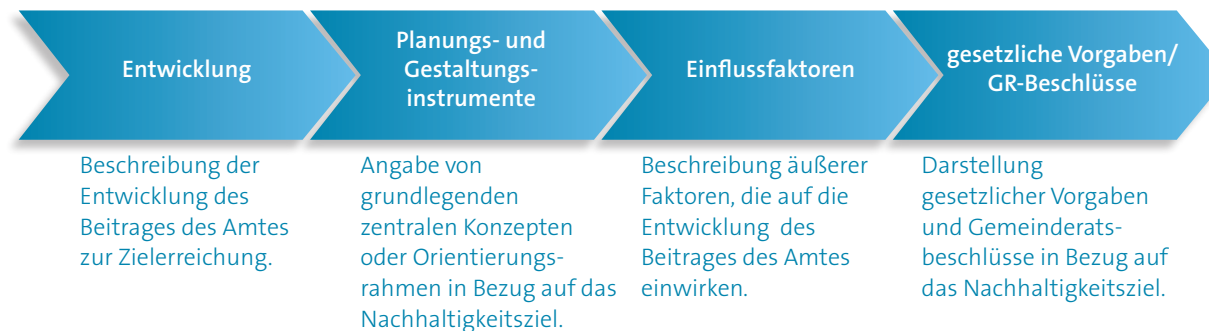 Entwicklung
Planungs- und
Gestaltungs-
instrumente
Einflussfaktoren
gesetzliche Vorgaben/
GR-Beschlüsse
Beschreibung der
Entwicklung des
Beitrages des Amtes
zur Zielerreichung.
Angabe von
grundlegenden
zentralen Konzepten
oder Orientierungs-
rahmen in Bezug auf das
Nachhaltigkeitsziel.
Beschreibung äußerer
Faktoren, die auf die
Entwicklung des
Beitrages des Amtes
einwirken.
Darstellung
gesetzlicher Vorgaben
und Gemeinderats-
beschlüsse in Bezug auf
das Nachhaltigkeitsziel.